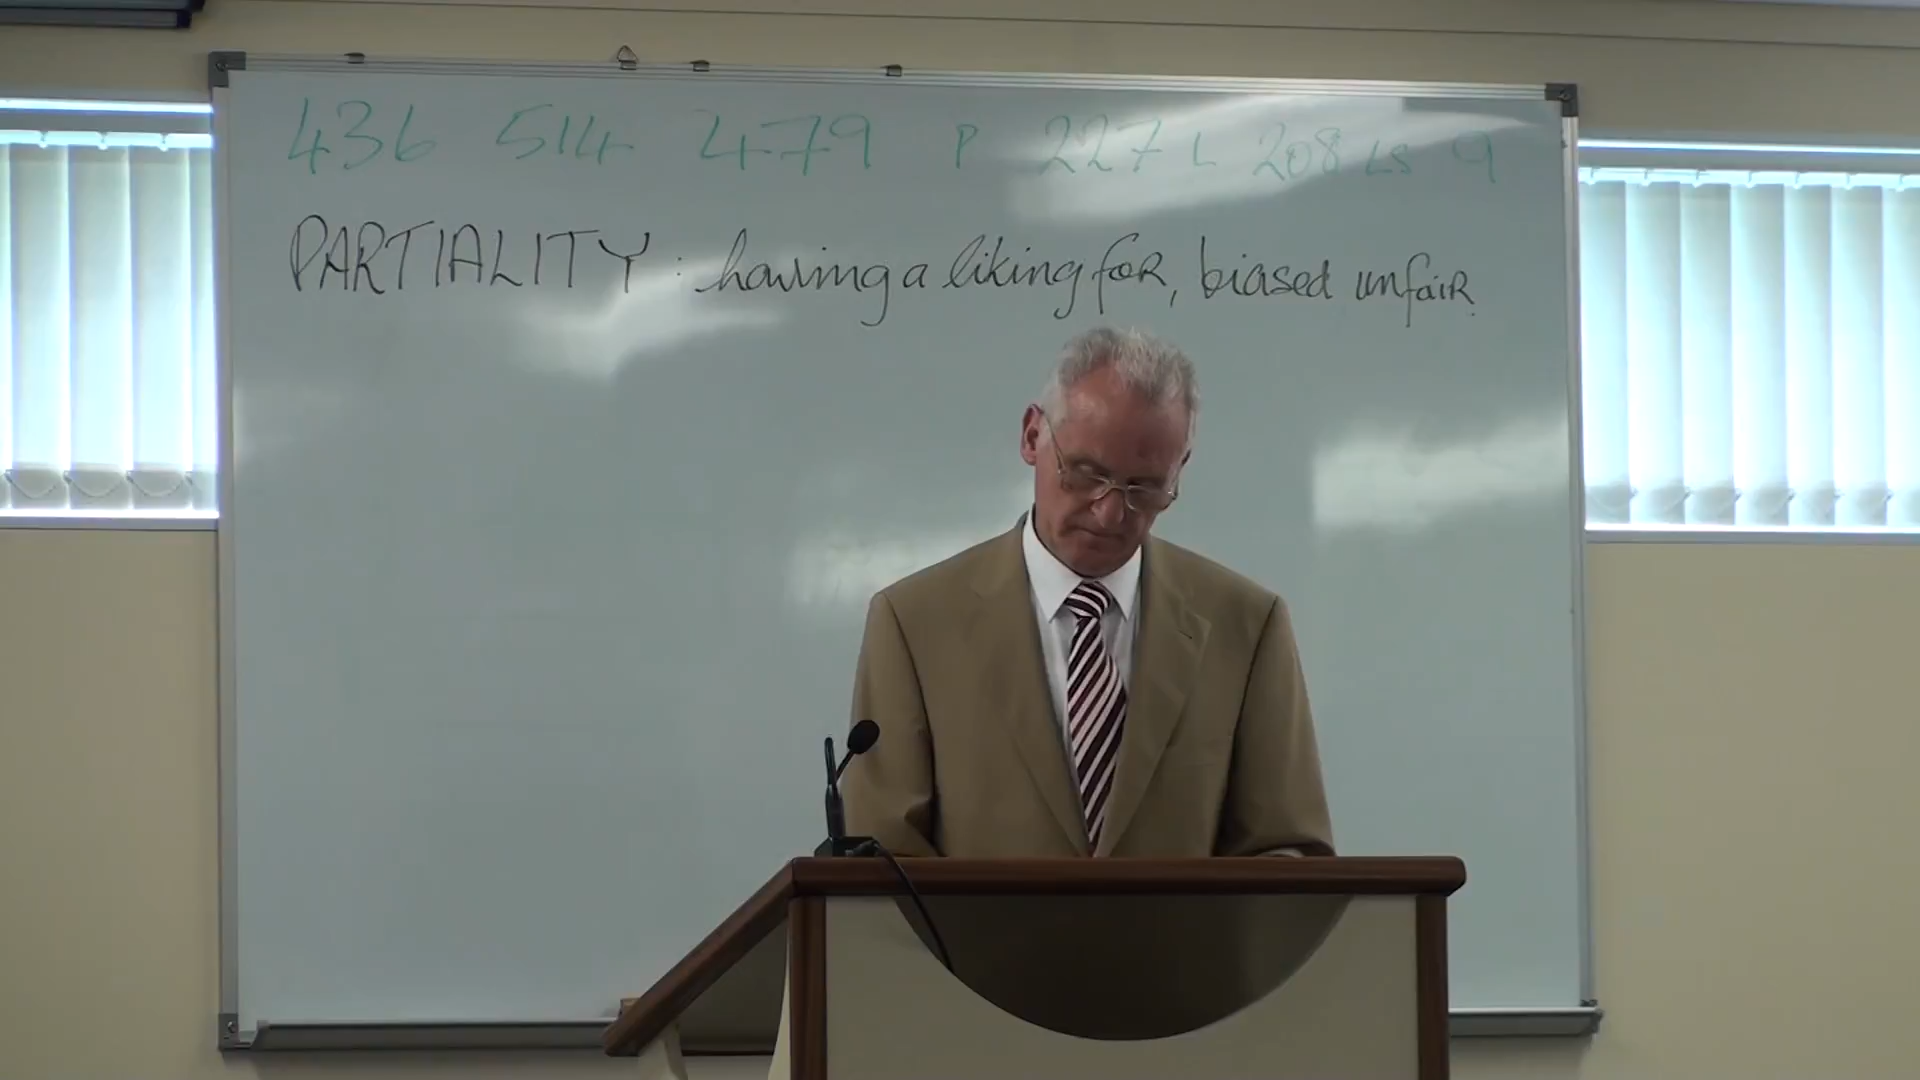 436 514 479 P 227 L 208 LS 9
PARTIALITY : having a liking for, biased unfair.